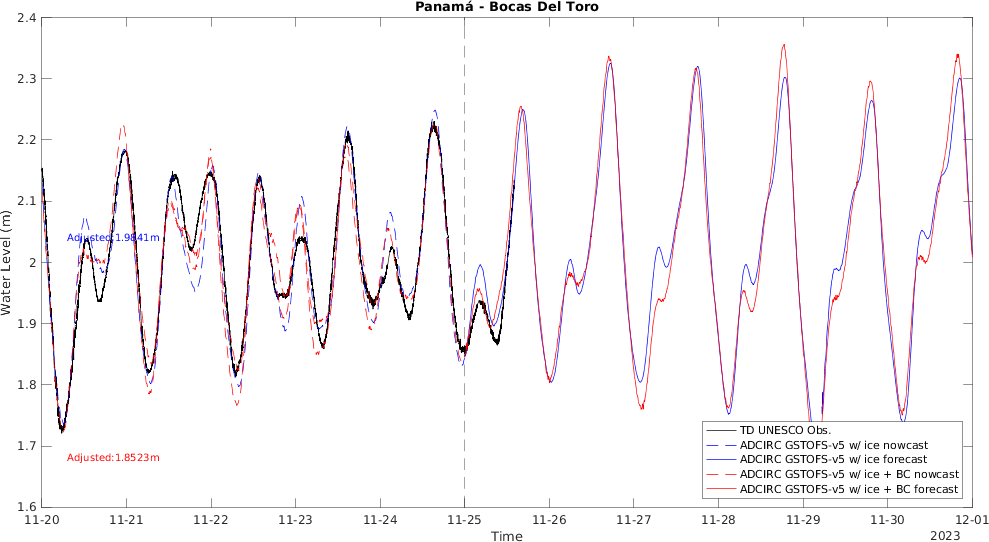 Panamá - Bocas Del Toro
2.4
2.3
2.2
2.1
2
1.9
1.8
1.7
1.6
Water Level (m)
Adjusted:1.9841m
Adjusted:1.8523m
TD UNESCO Obs.
ADCIRC GSTOFS-v5 w/ ice nowcast
ADCIRC GSTOFS-v5 w/ ice forecast
ADCIRC GSTOFS-v5 w/ ice + BC nowcast
ADCIRC GSTOFS-v5 w/ ice + BC forecast
11-20 11-21 11-22 11-23 11-24 11-25 11-26 11-27 11-28 11-29 11-30 12-01
Time
2023